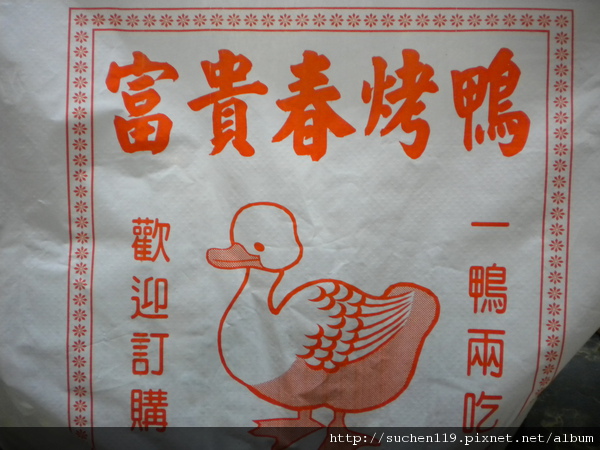 富貴春烤鴨
一鴨兩吃
歡迎訂購
http://suchen119.pixnet.net/album